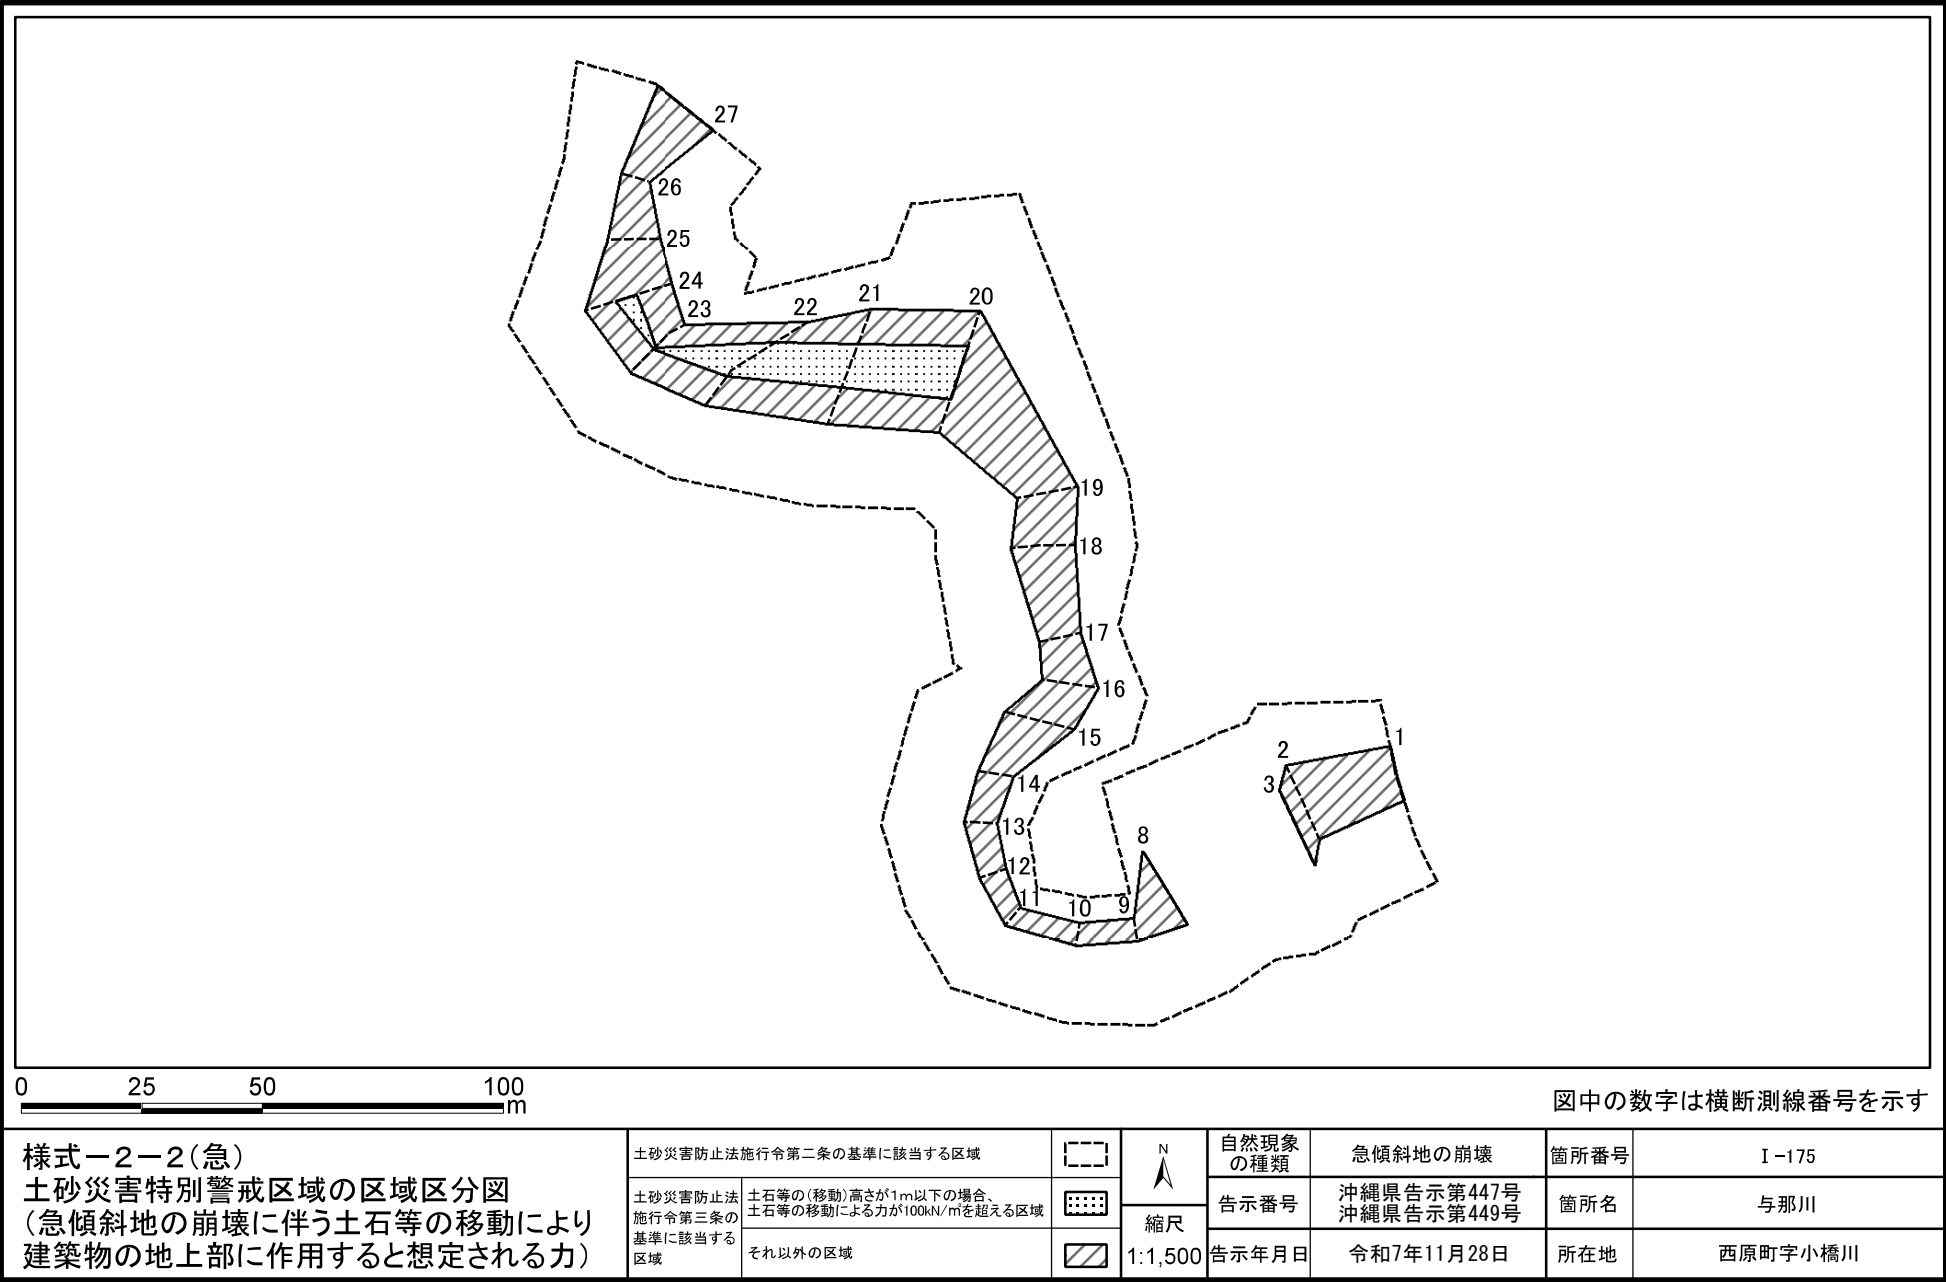 27
26
25
24
23
22
21
20
19
18
17
16
15
14
13
12
11
10
9
8
1
2
3
0 25 50 100
m
図中の数字は横断測線番号を示す
様式－2－2（急）
土砂災害特別警戒区域の区域区分図
（急傾斜地の崩壊に伴う土石等の移動により
建築物の地上部に作用すると想定される力）
土砂災害防止法施行令第二条の基準に該当する区域
土砂災害防止法
施行令第三条の
基準に該当する
区域
土石等の（移動）高さが1m以下の場合、
土石等の移動による力が100kN/㎡を超える区域
それ以外の区域
N
縮尺
1:1,500
自然現象
の種類
急傾斜地の崩壊
箇所番号
Ⅰ-175
告示番号
沖縄県告示第447号
沖縄県告示第449号
箇所名
与那川
告示年月日
令和7年11月28日
所在地
西原町字小橋川